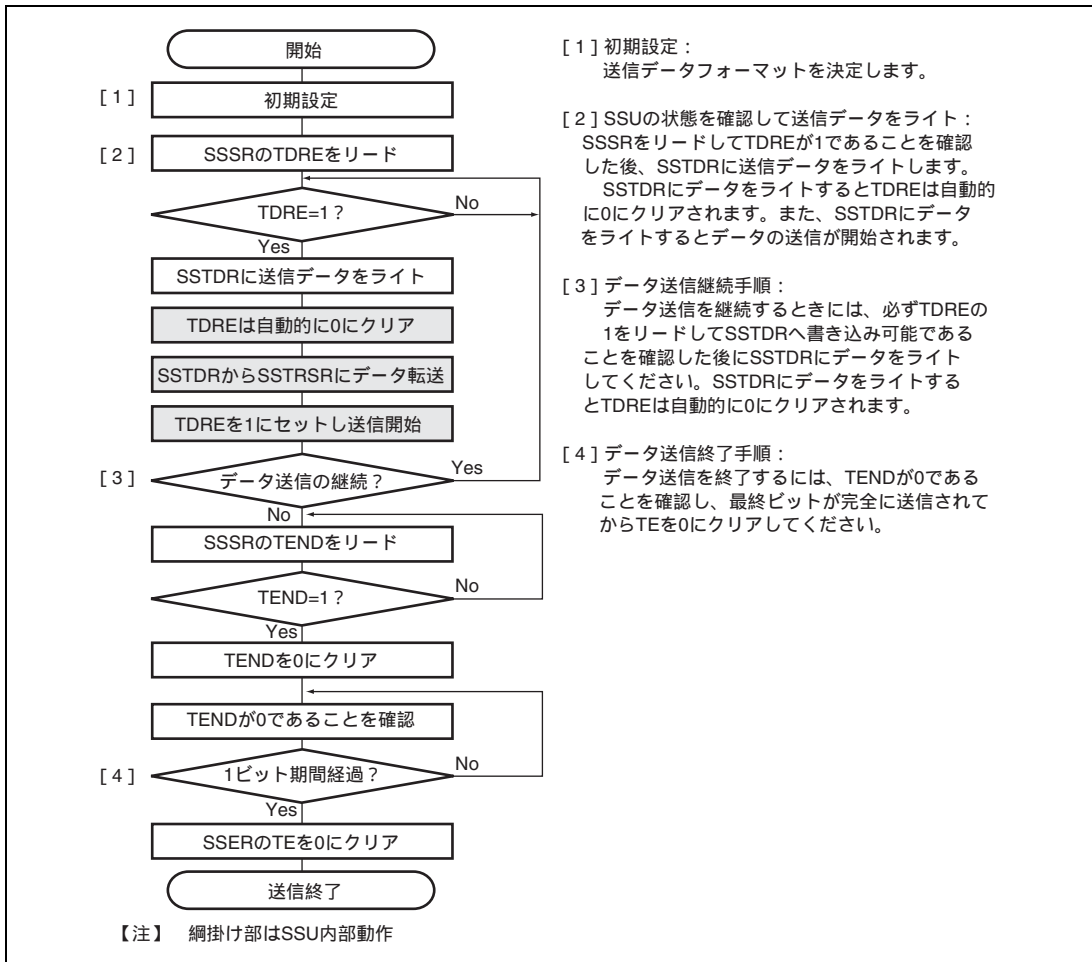 開始
[1] 初期設定
[2] SSSRのTDREをリード
TDRE=1?
No
Yes
SSTDRに送信データをライト
TDREは自動的に0にクリア
SSTDRからSSTRSRにデータ転送
TDREを1にセットし送信開始
[3] データ送信の継続?
Yes
No
SSSRのTENDをリード
TEND=1?
No
Yes
TENDを0にクリア
TENDが0であることを確認
[4] 1ビット期間経過?
No
Yes
SSERのTEを0にクリア
送信終了
【注】 綱掛け部はSSU内部動作
[1] 初期設定:
送信データフォーマットを決定します。
[2] SSUの状態を確認して送信データをライト:
SSSRをリードしてTDREが1であることを確認
した後、SSTDRに送信データをライトします。
SSTDRにデータをライトするとTDREは自動的
に0にクリアされます。また、SSTDRにデータ
をライトするとデータの送信が開始されます。
[3] データ送信継続手順:
データ送信を継続するときには、必ずTDREの
1をリードしてSSTDRへ書き込み可能である
ことを確認した後にSSTDRにデータをライト
してください。SSTDRにデータをライトする
とTDREは自動的に0にクリアされます。
[4] データ送信終了手順:
データ送信を終了するには、TENDが0である
ことを確認し、最終ビットが完全に送信されて
からTEを0にクリアしてください。